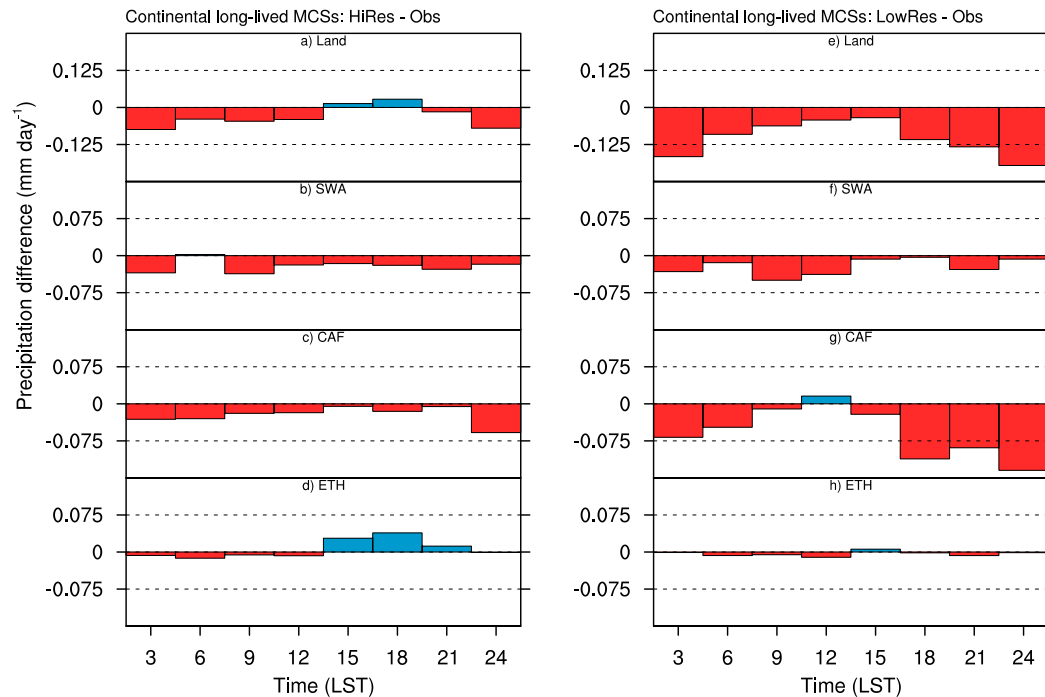 Continental long-lived MCSs: HiRes - Obs
Precipitation difference (mm day⁻¹)
a) Land
0.125
0
-0.125
b) SWA
0.075
0
-0.075
c) CAF
0.075
0
-0.075
d) ETH
0.075
0
-0.075
3 6 9 12 15 18 21 24
Time (LST)
Continental long-lived MCSs: LowRes - Obs
e) Land
0.125
0
-0.125
f) SWA
0.075
0
-0.075
g) CAF
0.075
0
-0.075
h) ETH
0.075
0
-0.075
3 6 9 12 15 18 21 24
Time (LST)